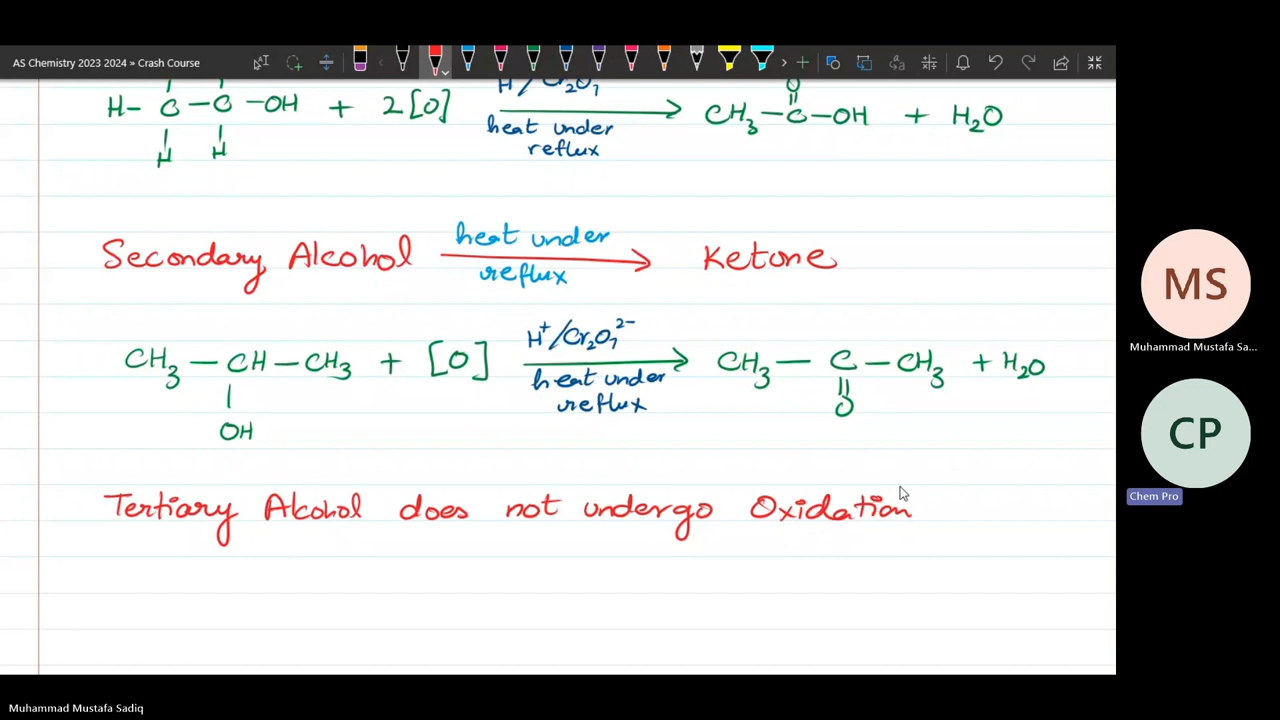 AS Chemistry 2023 2024 » Crash Course
H+/Cr2O7
O
H- C - C -OH + 2[O] → CH3 - C - OH + H2O
heat under
reflux
H H
Secondary Alcohol heat under reflux → Ketone
H+/Cr2O7 2-
CH3 - CH - CH3 + [O] → CH3 - C - CH3 + H2O
heat under
reflux
OH O
Tertiary Alcohol does not undergo Oxidation
MS
Muhammad Mustafa Sa...
CP
Chem Pro
Muhammad Mustafa Sadiq